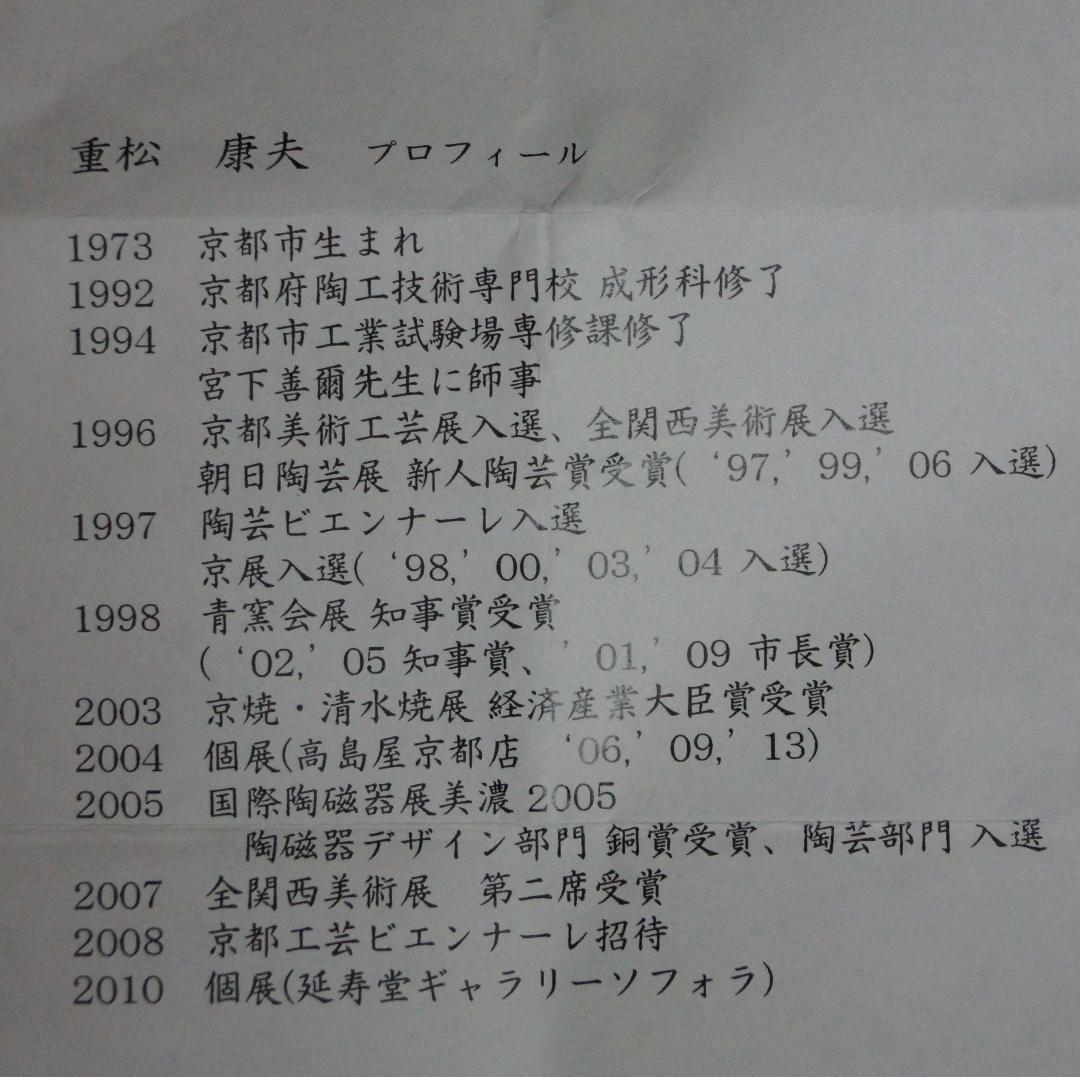 重松　康夫　プロフィール
1973　京都市生まれ
1992　京都府陶工技術専門校 成形科修了
1994　京都市工業試験場専修課修了
宮下善爾先生に師事
1996　京都美術工芸展入選、全関西美術展入選
朝日陶芸展 新人陶芸賞受賞( ‘97,’ 99,’ 06 入選)
1997　陶芸ビエンナーレ入選
京展入選( ‘98,’ 00,’ 03,’ 04 入選)
1998　青窯会展 知事賞受賞
( ‘02,’ 05 知事賞、’ 01,’ 09 市長賞)
2003　京焼・清水焼展 経済産業大臣賞受賞
2004　個展(高島屋京都店　‘06,’ 09,’ 13)
2005　国際陶磁器展美濃 2005
陶磁器デザイン部門 銅賞受賞、陶芸部門 入選
2007　全関西美術展　第二席受賞
2008　京都工芸ビエンナーレ招待
2010　個展(延寿堂ギャラリーソフォラ)